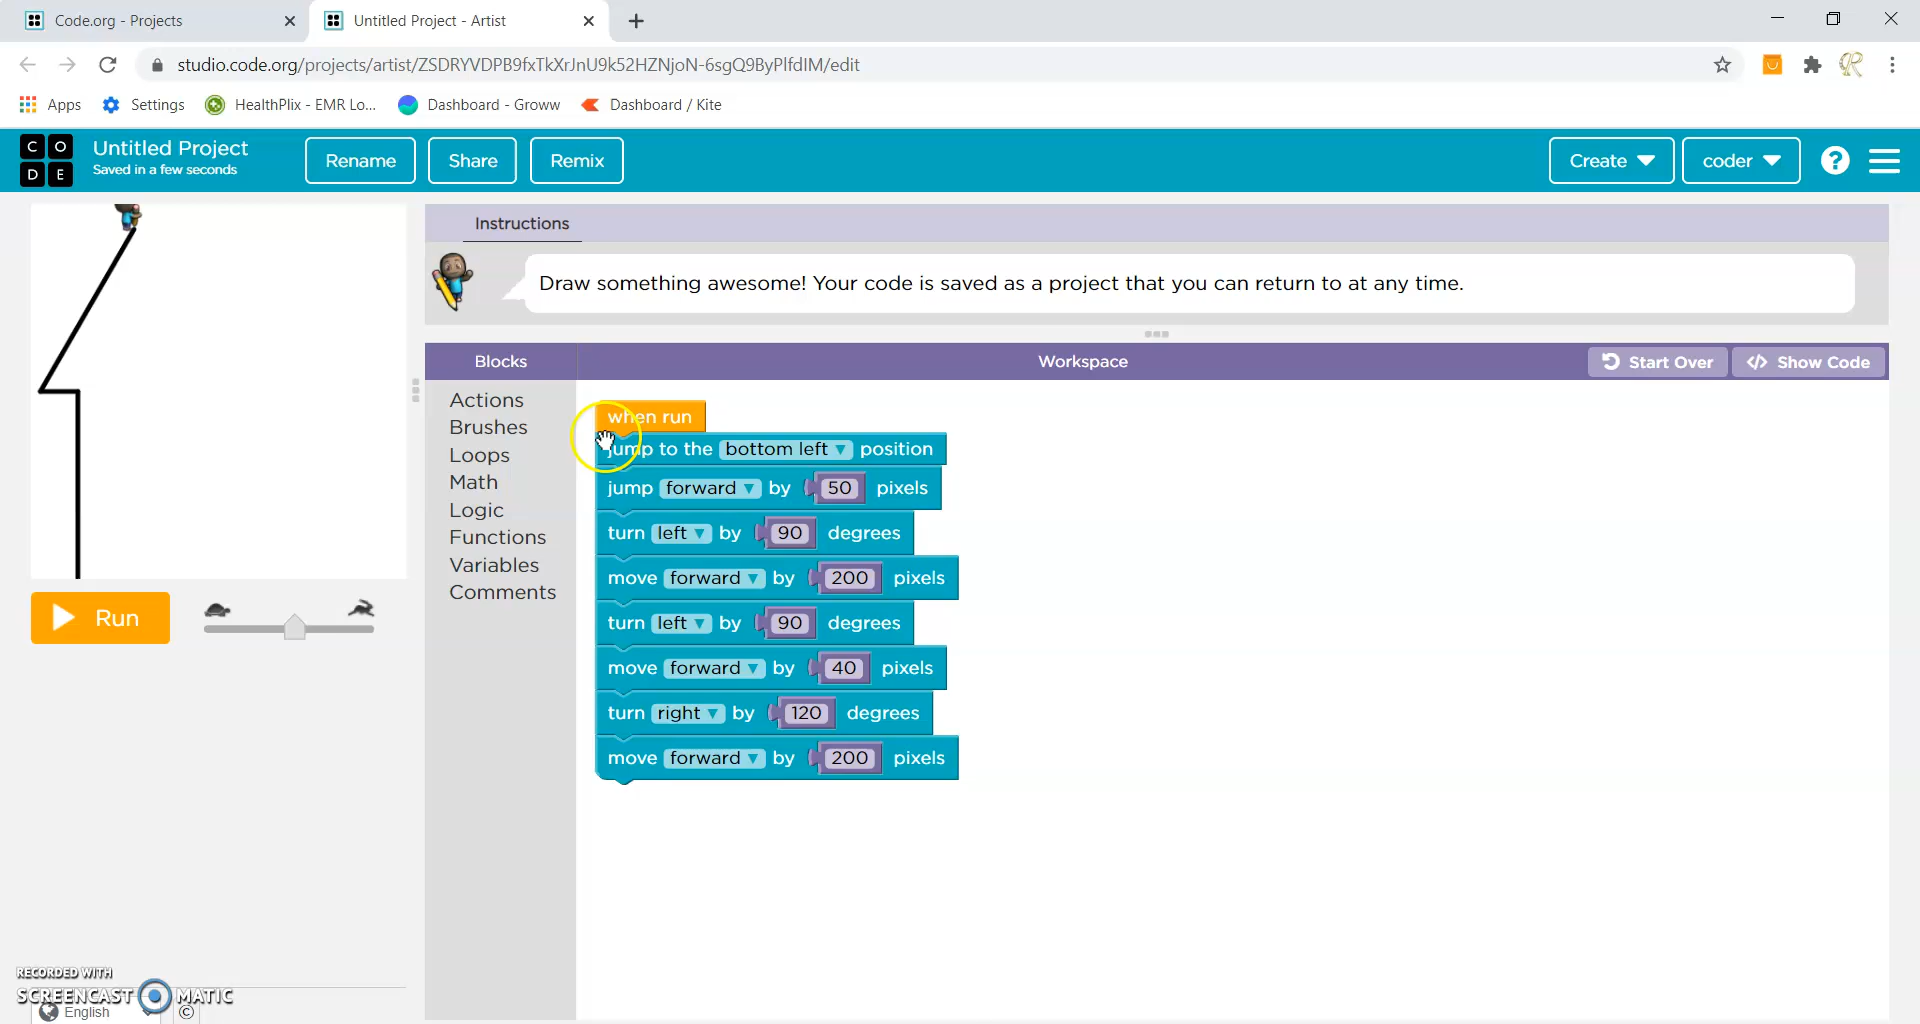 Code.org - Projects
Untitled Project - Artist
studio.code.org/projects/artist/ZSDRYVDPB9fxTkXrJnU9k52HZNjoN-6sgQ9ByPlfdIM/edit
Apps
Settings
HealthPlix - EMR Lo...
Dashboard - Groww
Dashboard / Kite
CODE
Untitled Project
Saved in a few seconds
Rename
Share
Remix
Create
coder
?
Instructions
Draw something awesome! Your code is saved as a project that you can return to at any time.
Blocks
Workspace
Start Over
</> Show Code
Actions
Brushes
Loops
Math
Logic
Functions
Variables
Comments
when run
jump to the bottom left position
jump forward by 50 pixels
turn left by 90 degrees
move forward by 200 pixels
turn left by 90 degrees
move forward by 40 pixels
turn right by 120 degrees
move forward by 200 pixels
Run
RECORDED WITH
SCREENCAST MATIC
English
©